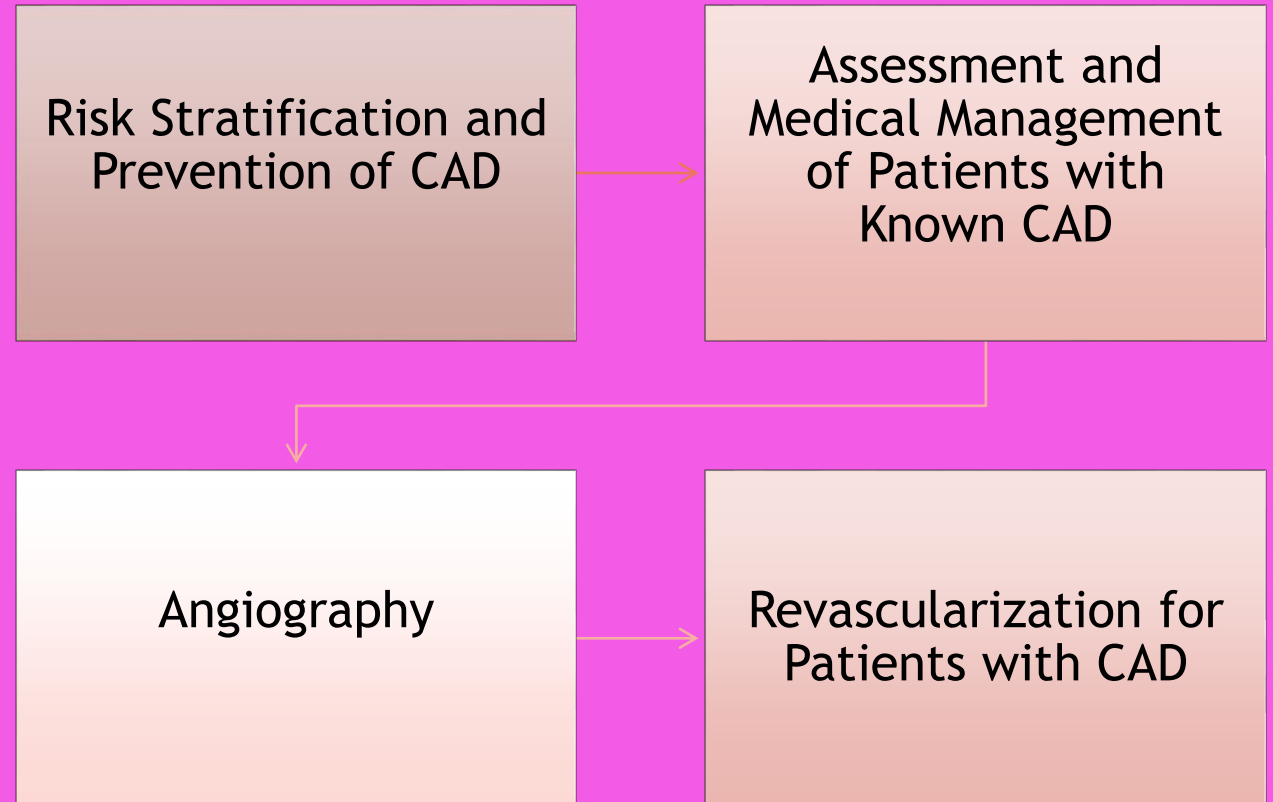 Risk Stratification and
Prevention of CAD
Assessment and
Medical Management
of Patients with
Known CAD
Angiography
Revascularization for
Patients with CAD